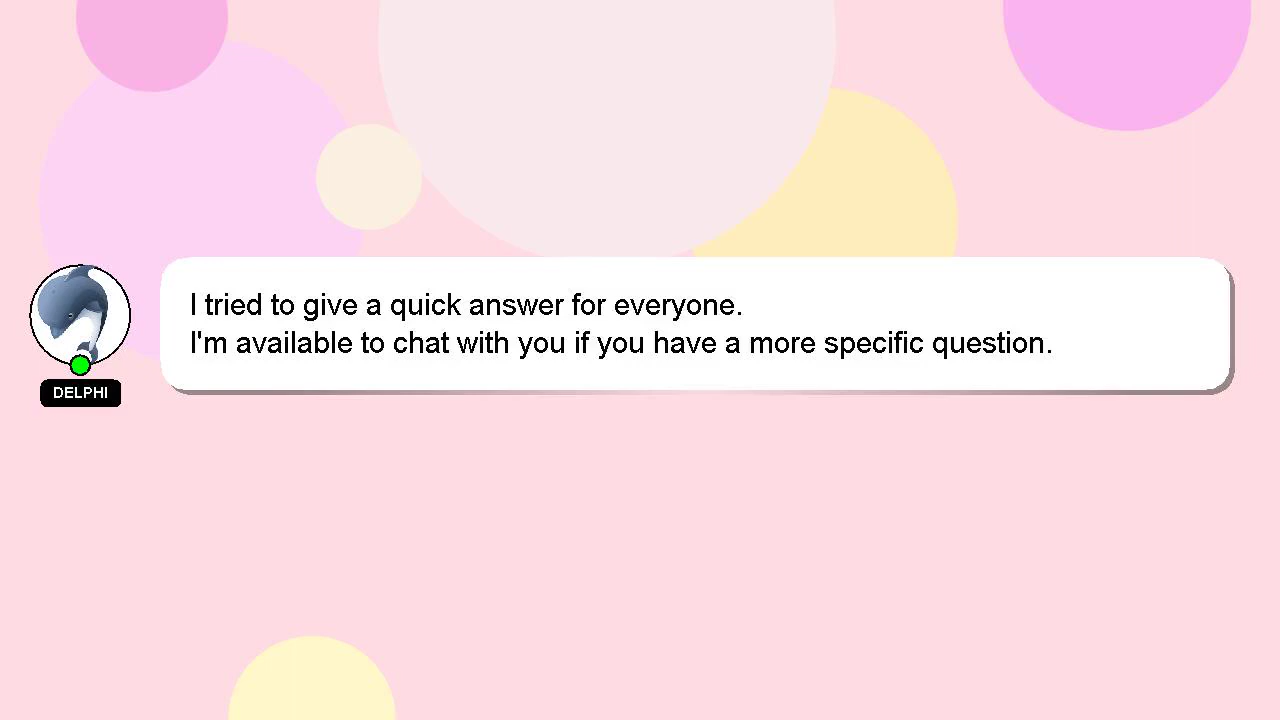 I tried to give a quick answer for everyone.
I'm available to chat with you if you have a more specific question.
DELPHI